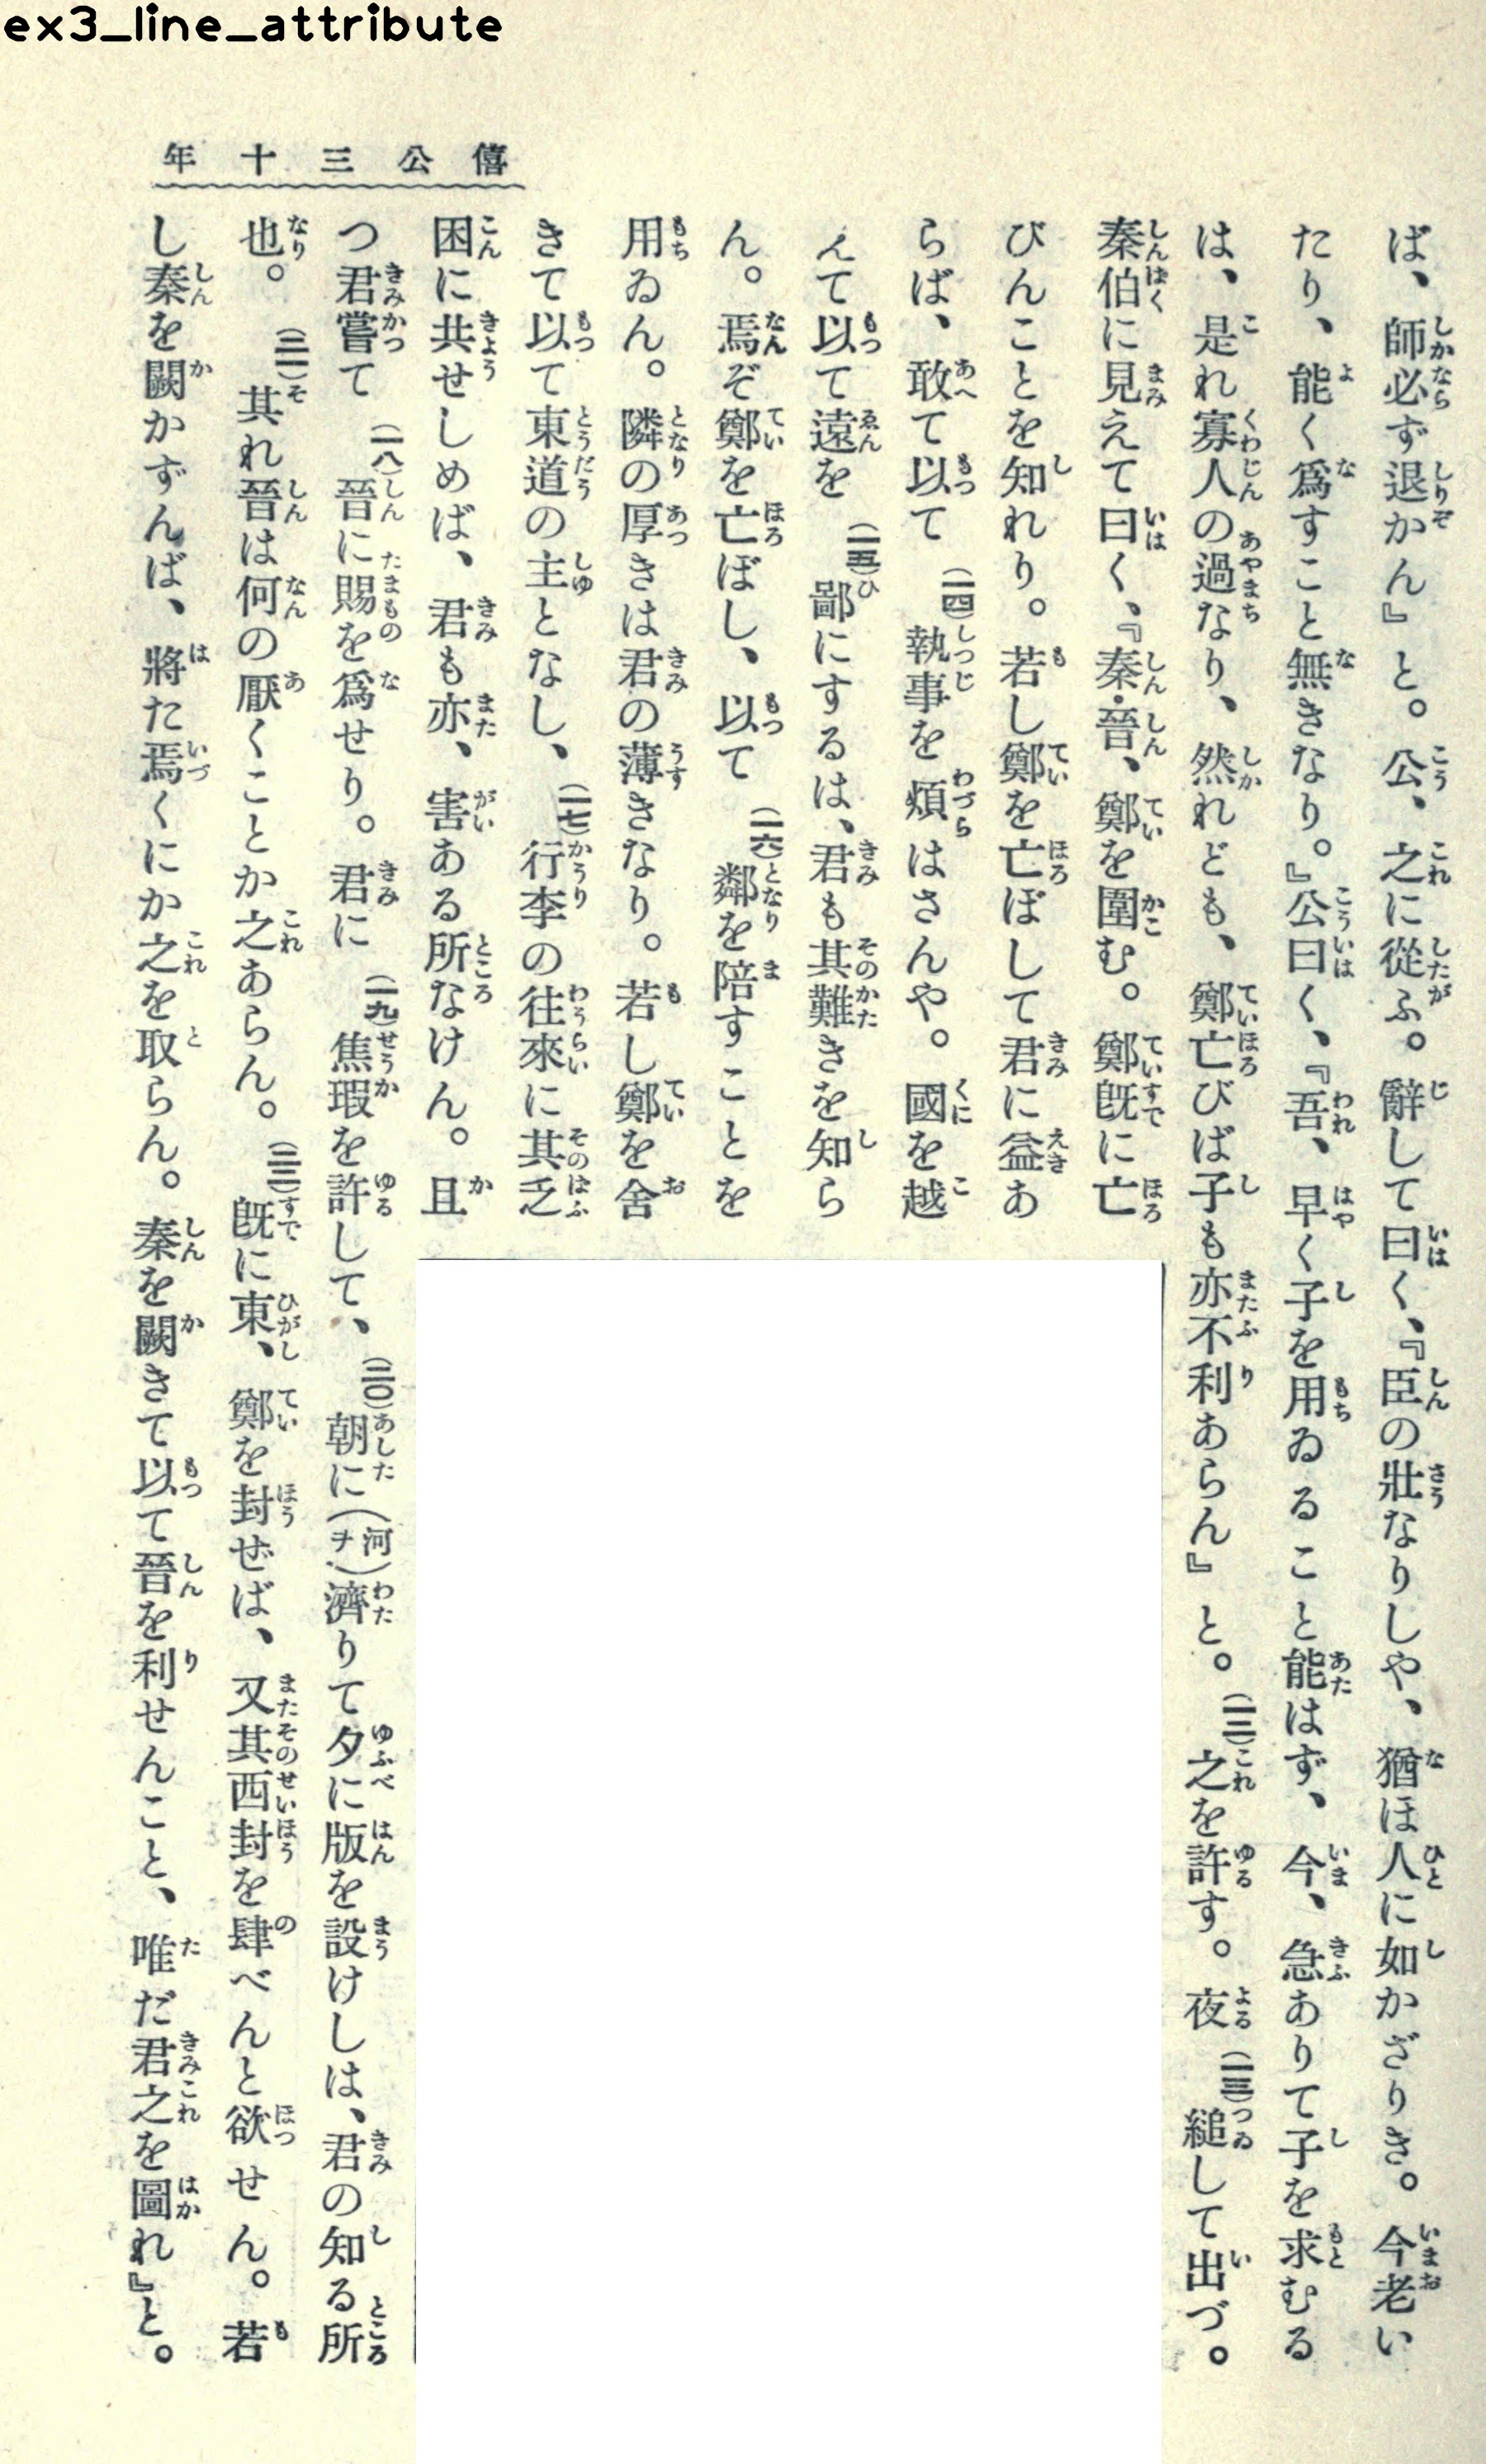 ex3_line_attribute
僖公三十年
ば、師必ず退かん』と。公、之に從ふ。辭して曰く、『臣の壯なりしや、猶ほ人に如かざりき。今老い
たり、能く爲すこと無きなり。』公曰く、『吾、早く子を用ゐること能はず、今、急ありて子を求むる
は、是れ寡人の過なり、然れども、鄭亡びば子も亦不利あらん』と。(一二)之を許す。夜(一三)縋して出づ。
秦伯に見えて曰く、『秦・晉、鄭を圍む。鄭既に亡
びんことを知れり。若し鄭を亡ぼして君に益あ
らば、敢て以て(一四)執事を煩はさんや。國を越
えて以て遠を(一五)鄙にするは、君も其難きを知ら
ん。焉ぞ鄭を亡ぼし、以て(一六)鄰を陪すことを
用ゐん。隣の厚きは君の薄きなり。若し鄭を舍
きて以て東道の主となし、(一七)行李の往來に其乏
困に共せしめば、君も亦、害ある所なけん。且
つ君嘗て(一八)晉に賜を爲せり。君に(一九)焦瑕を許して、(二〇)朝に(河ヲ)濟りて夕に版を設けしは、君の知る所
也。(二一)其れ晉は何の厭くことか之あらん。(二二)既に東、鄭を封ぜば、又其西封を肆べんと欲せん。若
し秦を闕かずんば、將た焉くにか之を取らん。秦を闕きて以て晉を利せんこと、唯だ君之を圖れ』と。